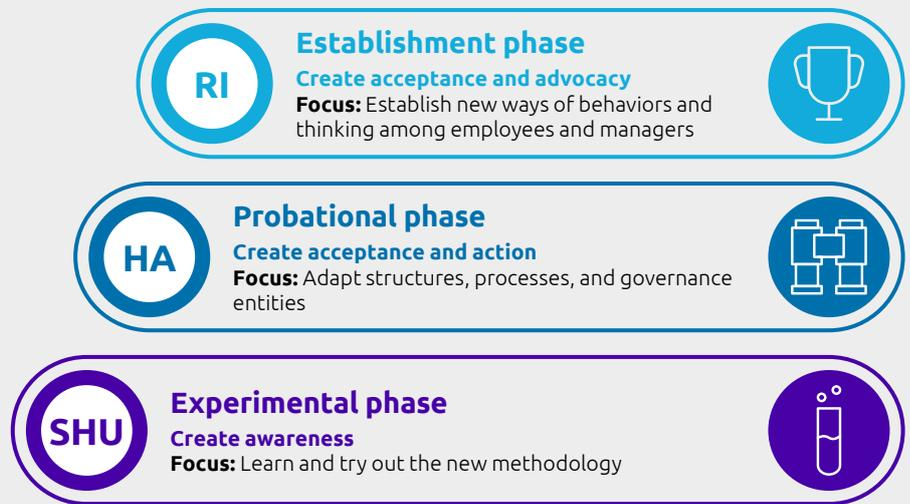 RI
Establishment phase
Create acceptance and advocacy
Focus: Establish new ways of behaviors and
thinking among employees and managers
HA
Probational phase
Create acceptance and action
Focus: Adapt structures, processes, and governance
entities
SHU
Experimental phase
Create awareness
Focus: Learn and try out the new methodology